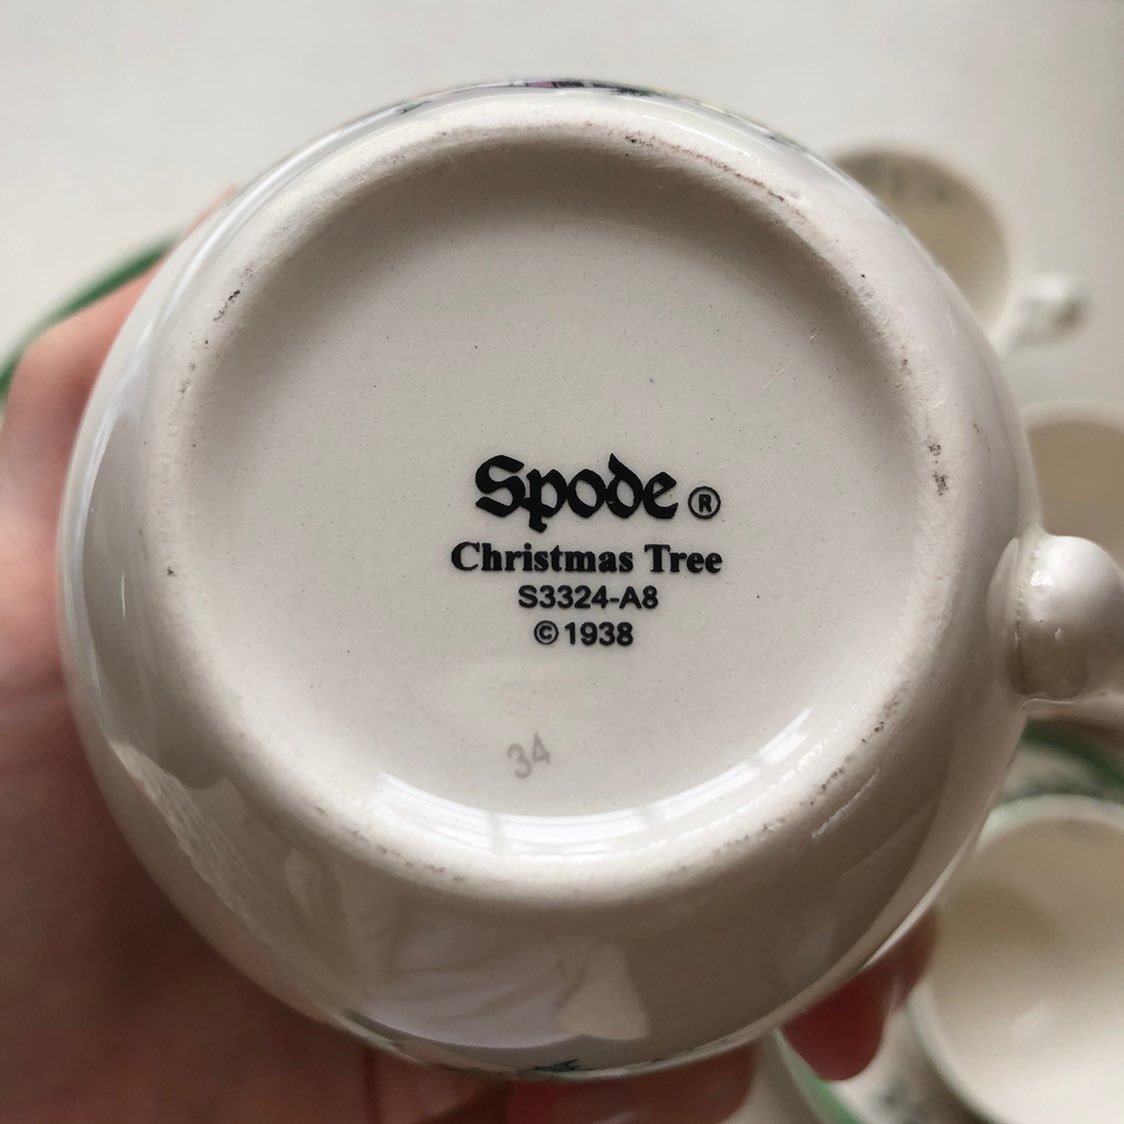 Spode ®
Christmas Tree
S3324-A8
© 1938
34